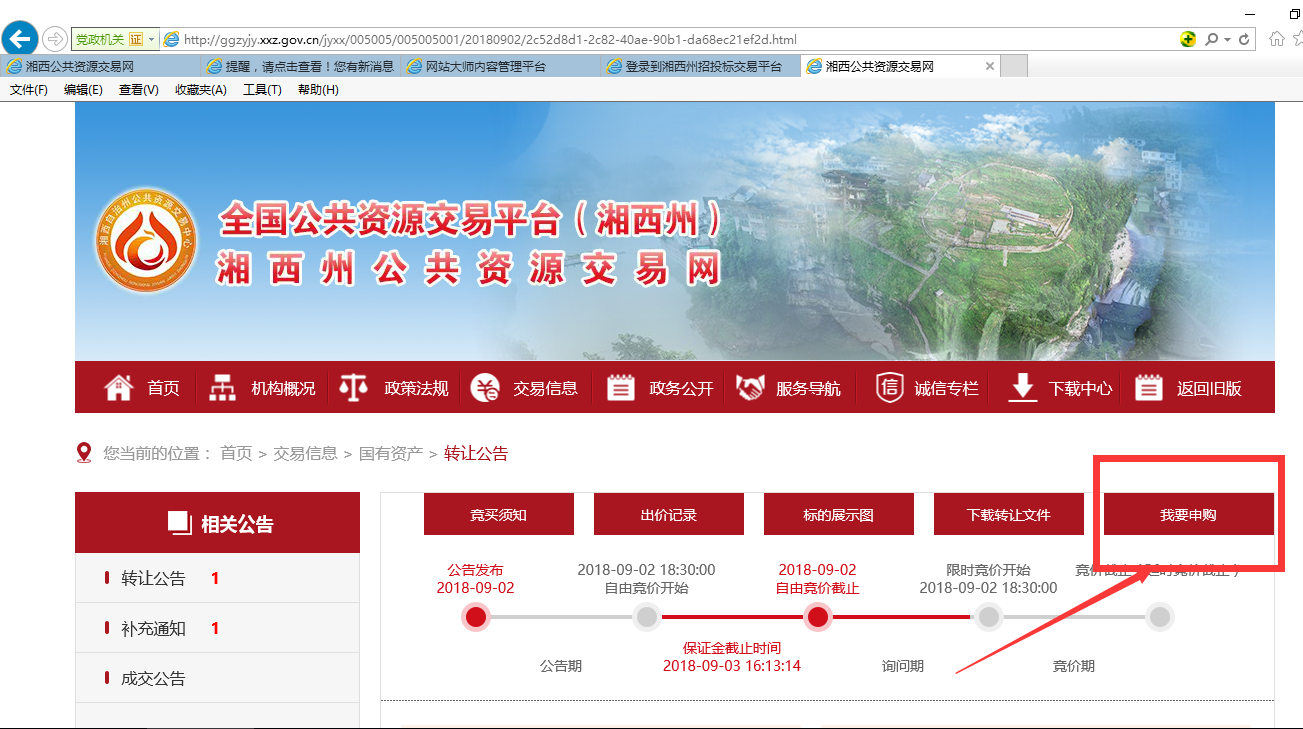 党政机关 证 http://ggzyjy.xxz.gov.cn/jyxx/005005/005005001/20180902/2c52d8d1-2c82-40ae-90b1-da68ec21ef2d.html
湘西公共资源交易网 提醒，请点击查看！您有新消息 网站大师内容管理平台 登录到湘西州招投标交易平台 湘西公共资源交易网
文件(F) 编辑(E) 查看(V) 收藏夹(A) 工具(T) 帮助(H)
全国公共资源交易平台（湘西州）
湘西州公共资源交易网
首页 机构概况 政策法规 交易信息 政务公开 服务导航 信 诚信专栏 下载中心 返回旧版
您当前的位置： 首页 > 交易信息 > 国有资产 > 转让公告
相关公告
转让公告 1
补充通知 1
成交公告
竞买须知 出价记录 标的展示图 下载转让文件 我要申购
公告发布 2018-09-02 18:30:00 2018-09-02 限时竞价开始
2018-09-02 自由竞价开始 自由竞价截止 2018-09-02 18:30:00
保证金截止时间
公告期 2018-09-03 16:13:14 询问期 竞价期